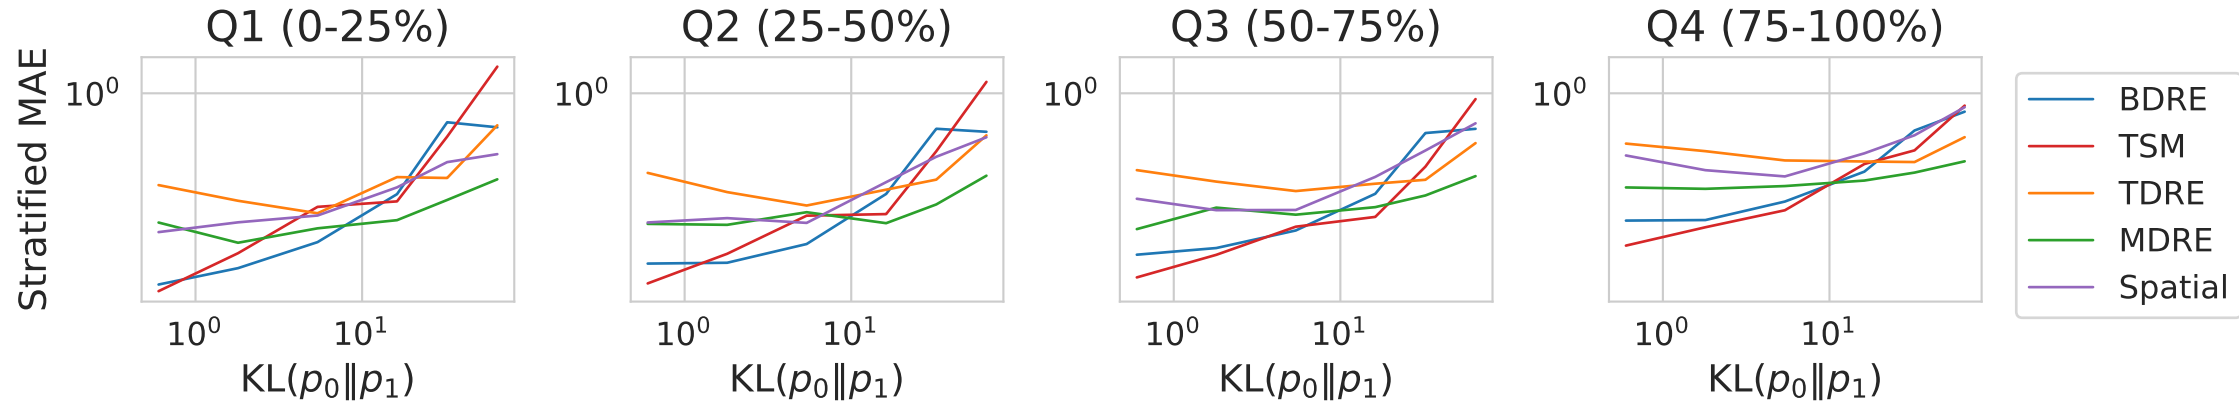 Q1 (0-25%)
Q2 (25-50%)
Q3 (50-75%)
Q4 (75-100%)
Stratified MAE
10⁰
10⁰
10⁰
10⁰
10⁰ 10¹
10⁰ 10¹
10⁰ 10¹
10⁰ 10¹
KL(p₀‖p₁)
KL(p₀‖p₁)
KL(p₀‖p₁)
KL(p₀‖p₁)
BDRE
TSM
TDRE
MDRE
Spatial